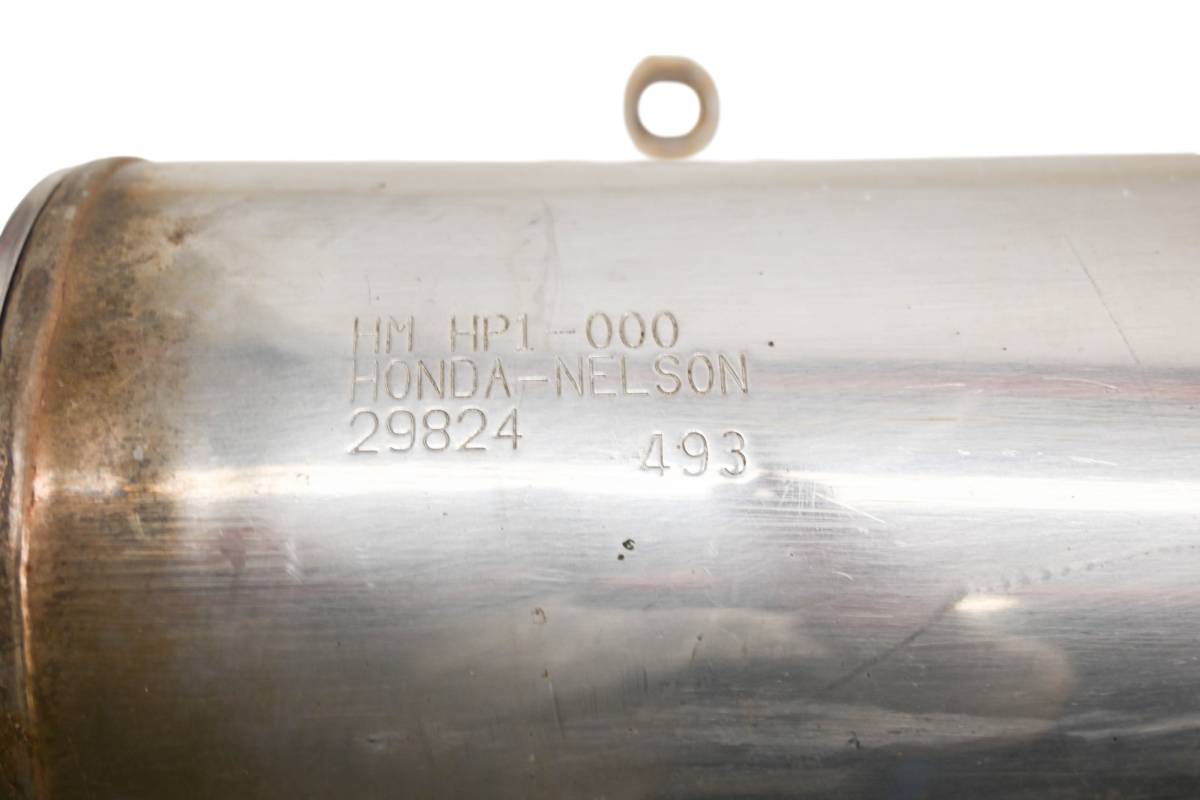 HM HP1-000
HONDA-NELSON
29824 493